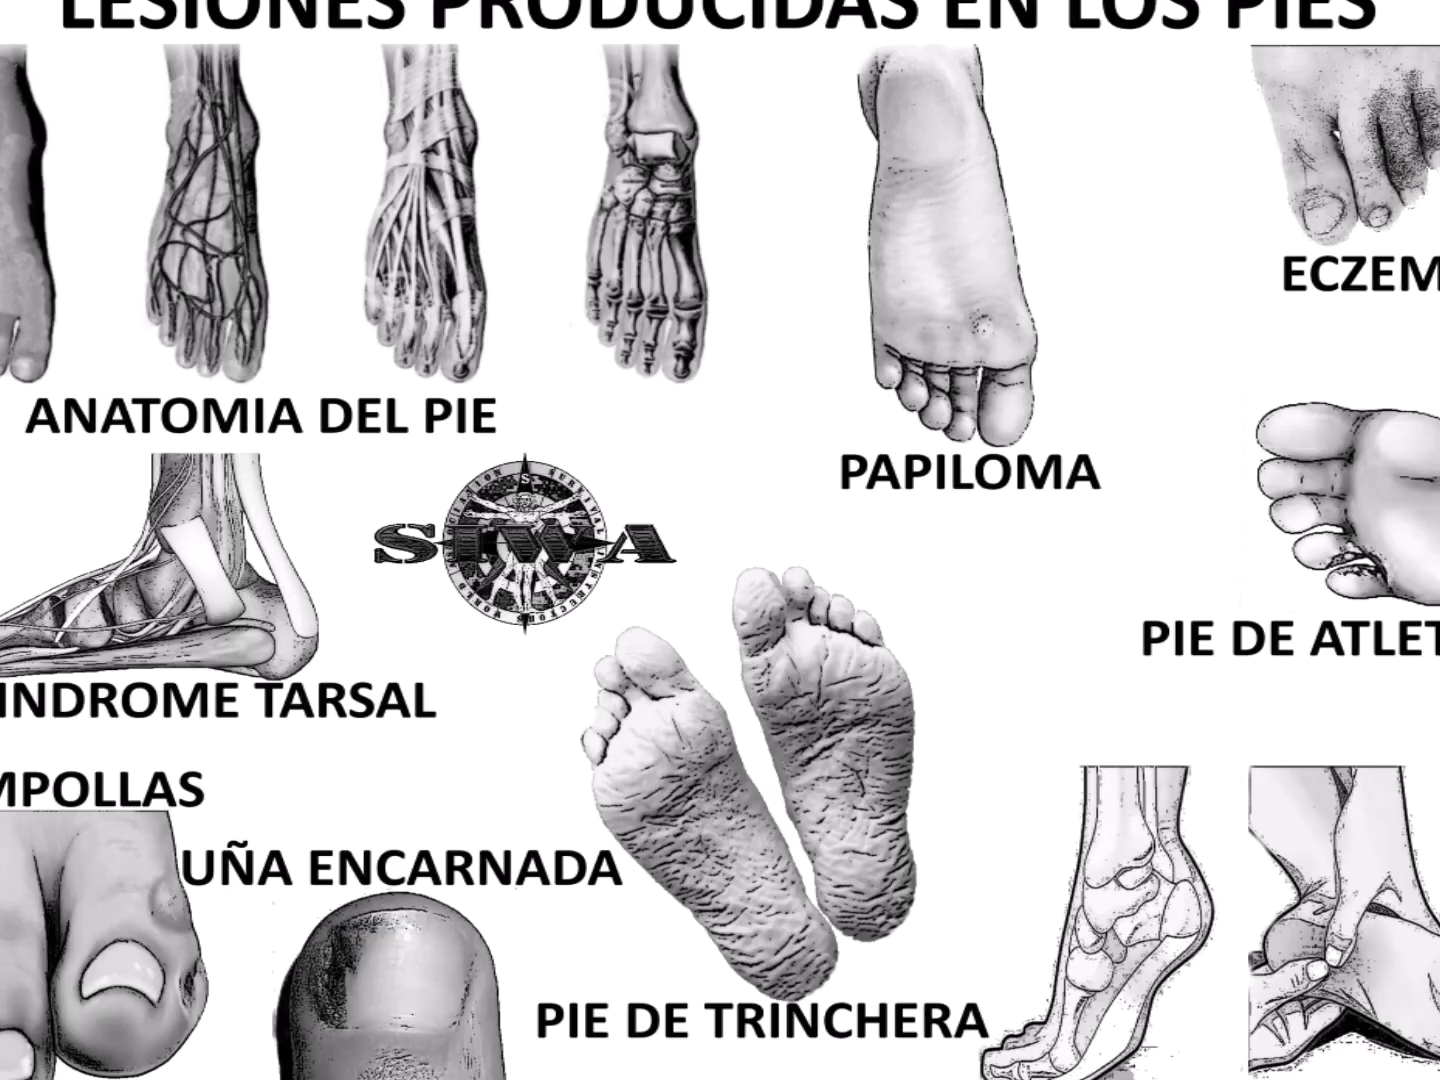 LESIONES PRODUCIDAS EN LOS PIES
ANATOMIA DEL PIE
PAPILOMA
ECZEM
SIWA
PIE DE ATLET
INDROME TARSAL
MPOLLAS
UÑA ENCARNADA
PIE DE TRINCHERA